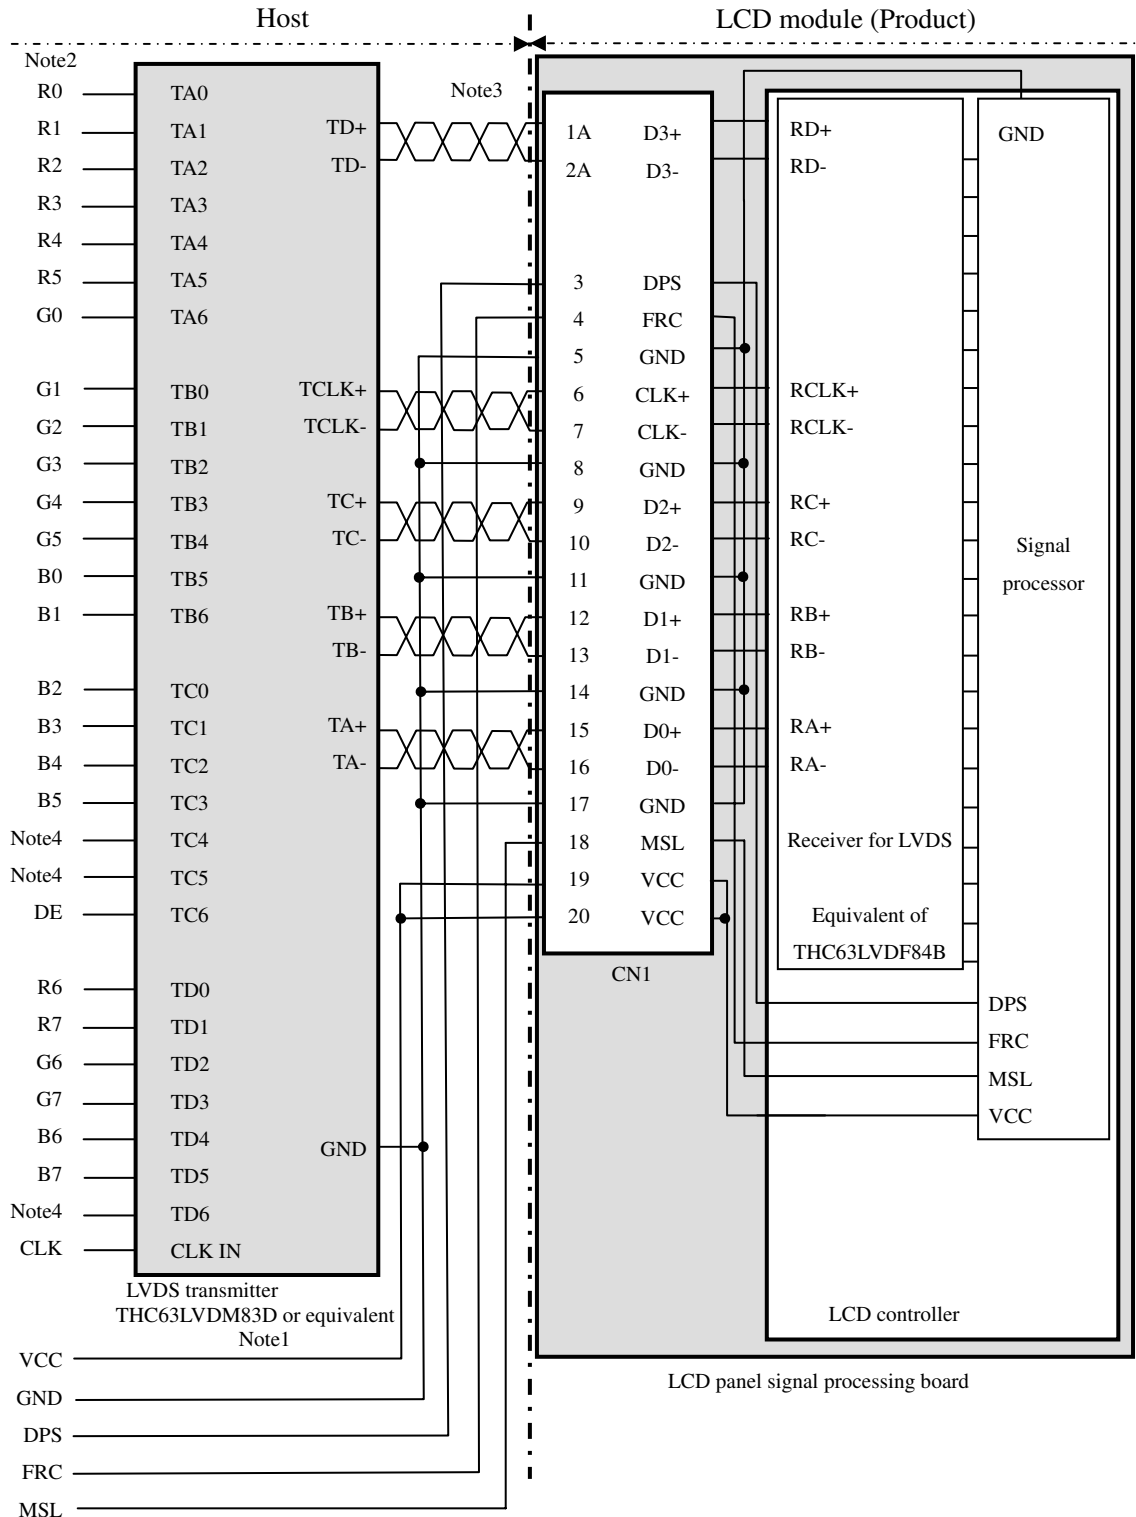 Host
LCD module (Product)
Note2
Note3
R0 TA0
R1 TA1 TD+ 1A D3+ RD+ GND
R2 TA2 TD- 2A D3- RD-
R3 TA3
R4 TA4
R5 TA5 3 DPS
G0 TA6 4 FRC
5 GND
G1 TB0 TCLK+ 6 CLK+ RCLK+
G2 TB1 TCLK- 7 CLK- RCLK-
G3 TB2 8 GND
G4 TB3 TC+ 9 D2+ RC+
G5 TB4 TC- 10 D2- RC- Signal
B0 TB5 11 GND processor
B1 TB6 TB+ 12 D1+ RB+
TB- 13 D1- RB-
B2 TC0 14 GND
B3 TC1 TA+ 15 D0+ RA+
B4 TC2 TA- 16 D0- RA-
B5 TC3 17 GND
Note4 TC4 18 MSL Receiver for LVDS
Note4 TC5 19 VCC
DE TC6 20 VCC Equivalent of
THC63LVDF84B
CN1
R6 TD0 DPS
R7 TD1 FRC
G6 TD2 MSL
G7 TD3 VCC
B6 TD4 GND
B7 TD5
Note4 TD6
CLK CLK IN
LVDS transmitter
THC63LVDM83D or equivalent
Note1
LCD controller
VCC
LCD panel signal processing board
GND
DPS
FRC
MSL